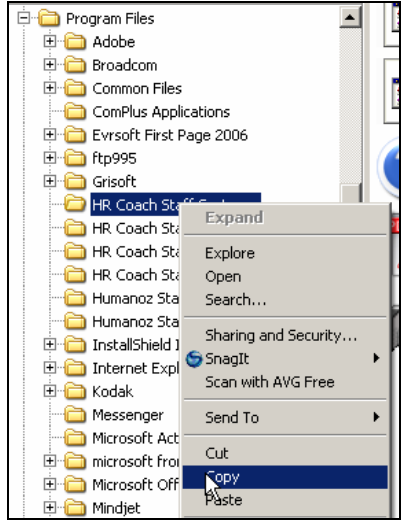 Program Files
Adobe
Broadcom
Common Files
ComPlus Applications
Evrsoft First Page 2006
ftp995
Grisoft
HR Coach Staff
HR Coach Sta
HR Coach Sta
HR Coach Sta
Humanoz Sta
Humanoz Sta
InstallShield I
Internet Expl
Kodak
Messenger
Microsoft Act
microsoft fron
Microsoft Off
Mindjet
Expand
Explore
Open
Search...
Sharing and Security...
SnagIt
Scan with AVG Free
Send To
Cut
Copy
Paste